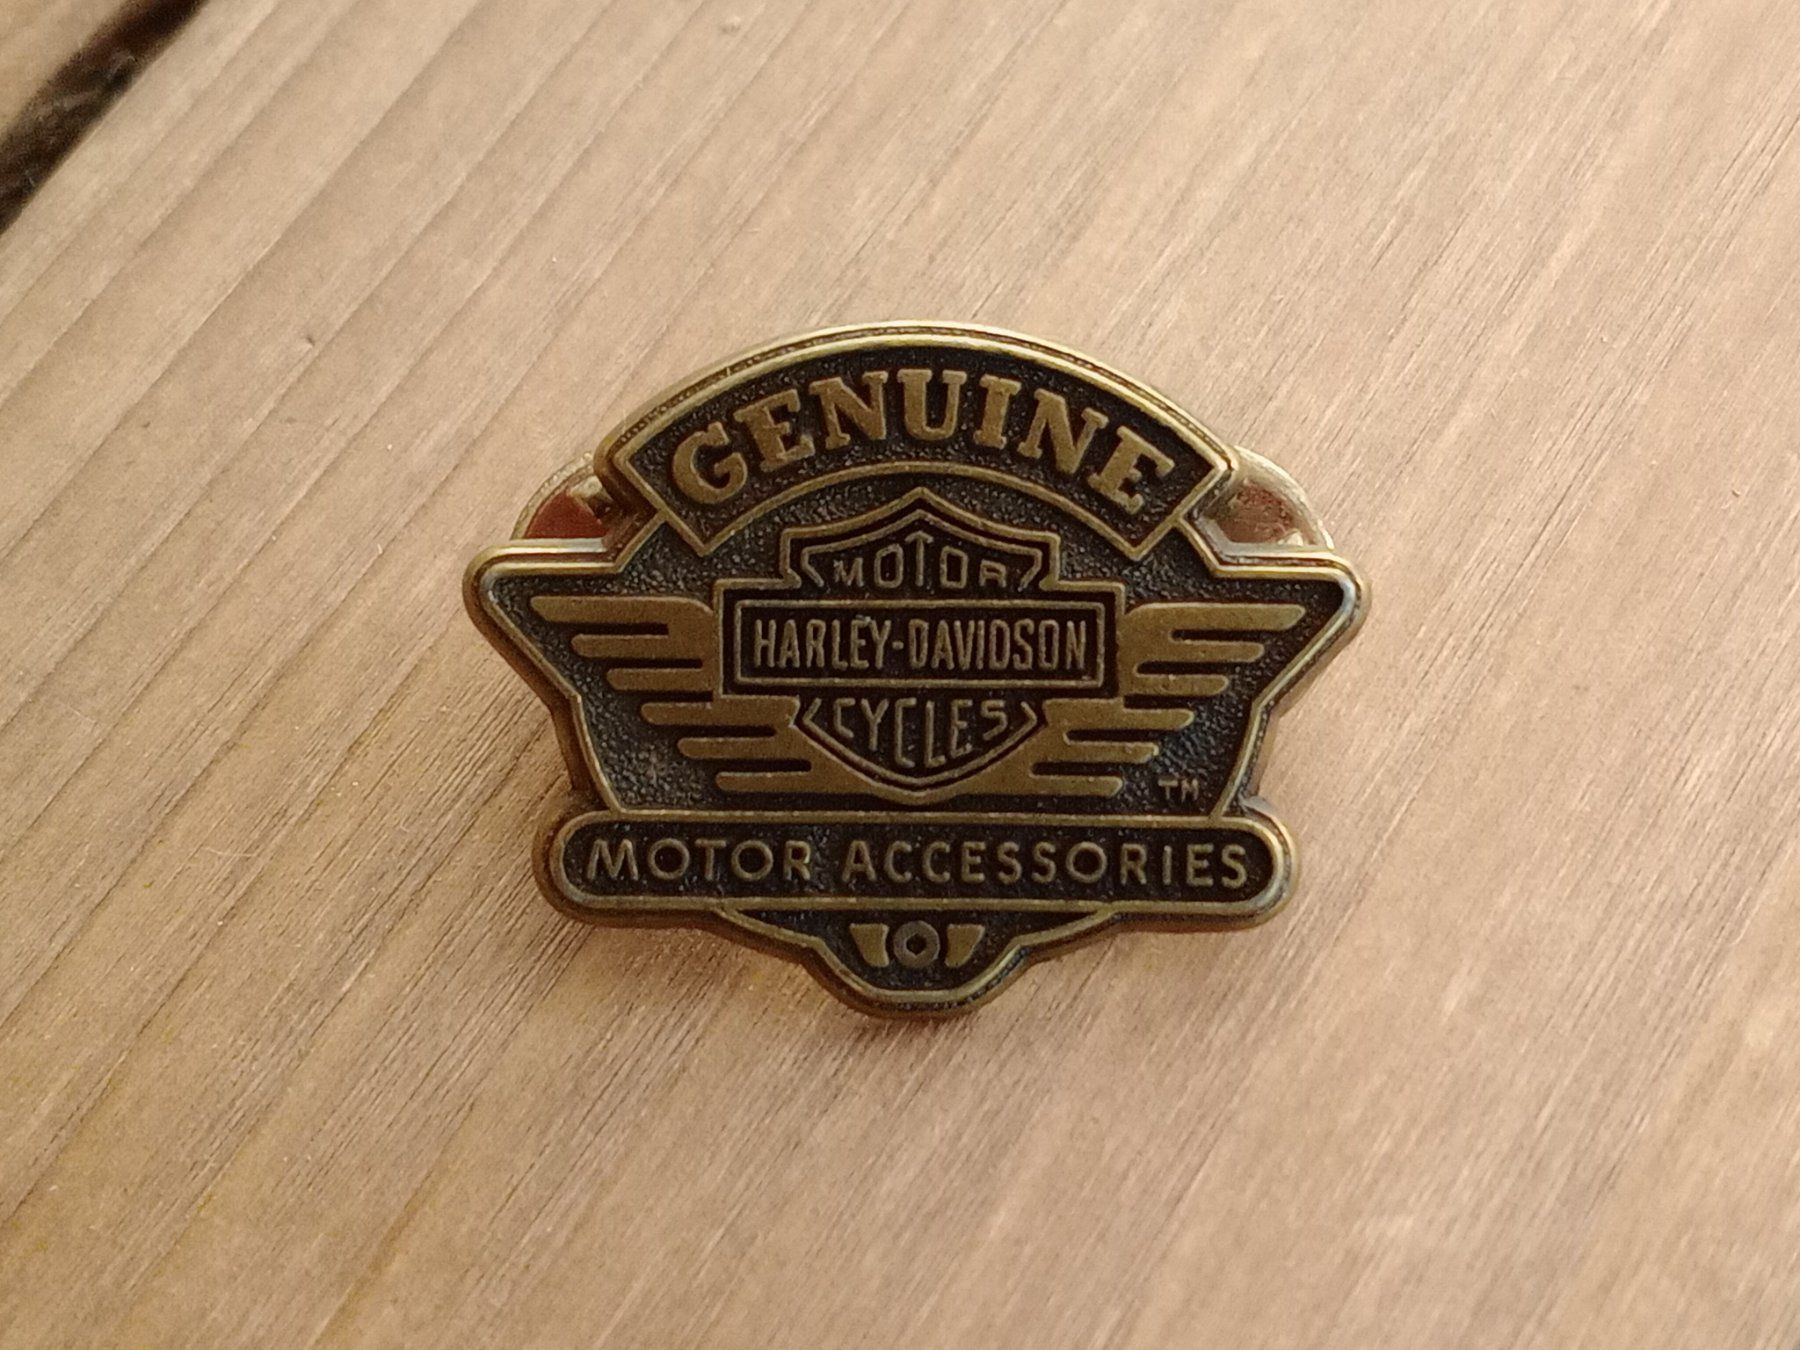 GENUINE
MOTOR
HARLEY-DAVIDSON
CYCLES
TM
MOTOR ACCESSORIES